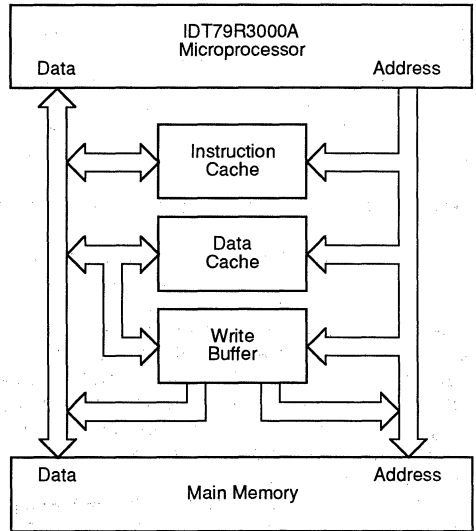 IDT79R3000A
Microprocessor
Data Address
Instruction
Cache
Data
Cache
Write
Buffer
Data Address
Main Memory